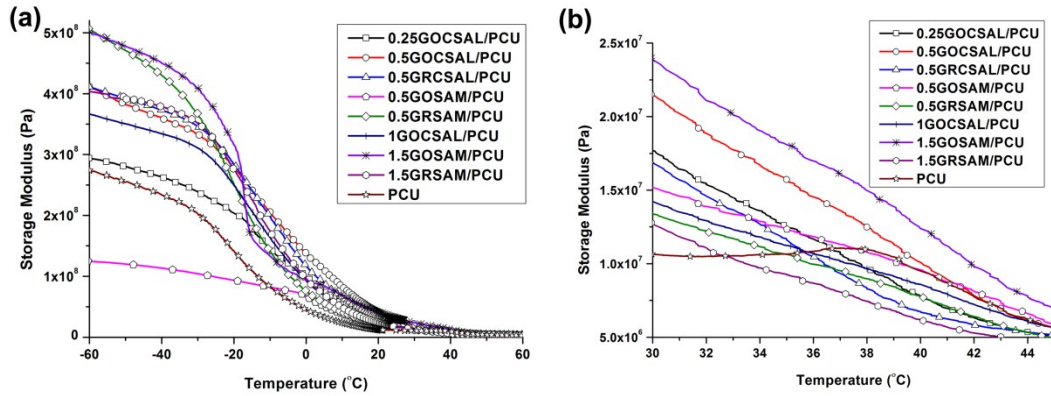 (a)
Storage Modulus (Pa)
5x10⁸
4x10⁸
3x10⁸
2x10⁸
1x10⁸
0
-60
-40
-20
0
20
40
60
Temperature (°C)
0.25GOCSAL/PCU
0.5GOCSAL/PCU
0.5GRCSAL/PCU
0.5GOSAM/PCU
0.5GRSAM/PCU
1GOCSAL/PCU
1.5GOSAM/PCU
1.5GRSAM/PCU
PCU
(b)
Storage Modulus (Pa)
2.5x10⁷
2.0x10⁷
1.5x10⁷
1.0x10⁷
5.0x10⁶
30
32
34
36
38
40
42
44
Temperature (°C)
0.25GOCSAL/PCU
0.5GOCSAL/PCU
0.5GRCSAL/PCU
0.5GOSAM/PCU
0.5GRSAM/PCU
1GOCSAL/PCU
1.5GOSAM/PCU
1.5GRSAM/PCU
PCU